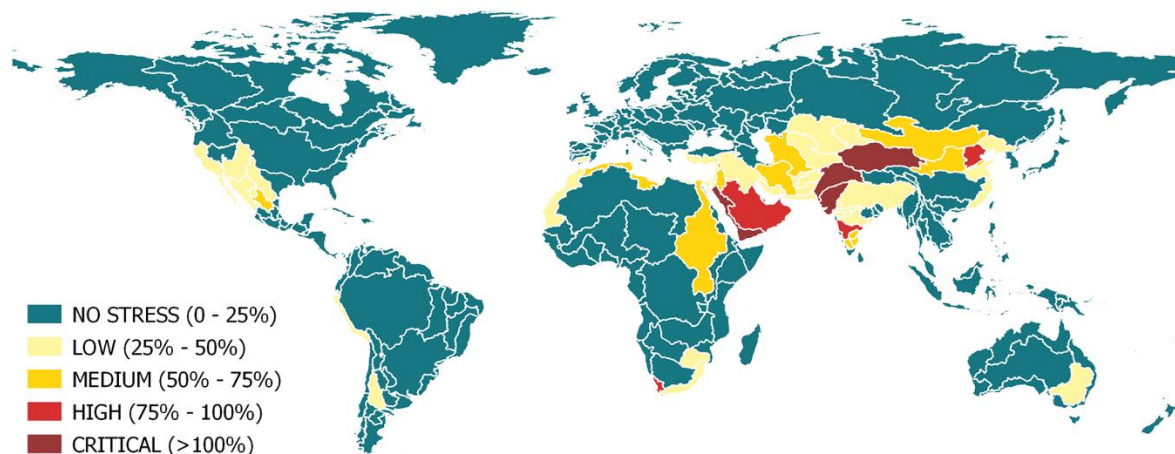 NO STRESS (0 - 25%)
LOW (25% - 50%)
MEDIUM (50% - 75%)
HIGH (75% - 100%)
CRITICAL (>100%)